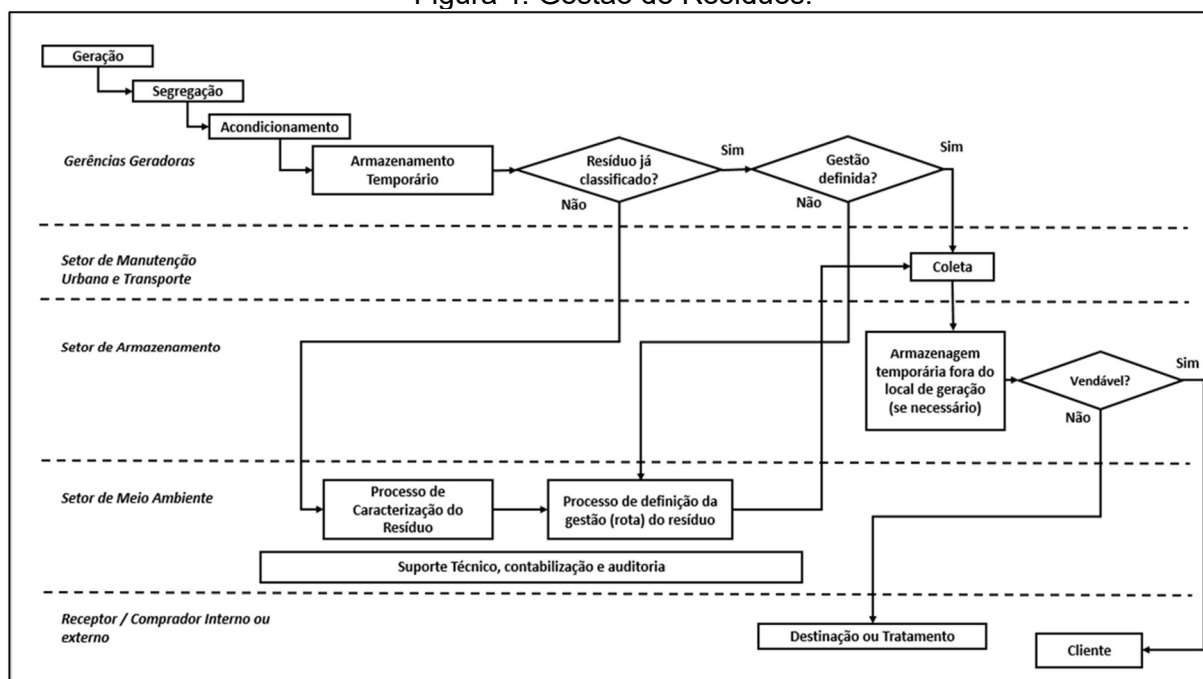 Figura 4: Gestão de Resíduos.
Geração
Segregação
Acondicionamento
Gerências Geradoras
Armazenamento
Temporário
Resíduo já
classificado?
Sim
Não
Gestão
definida?
Sim
Não
Setor de Manutenção
Urbana e Transporte
Coleta
Setor de Armazenamento
Armazenagem
temporária fora do
local de geração
(se necessário)
Vendável?
Sim
Não
Setor de Meio Ambiente
Processo de
Caracterização do
Resíduo
Processo de definição da
gestão (rota) do resíduo
Suporte Técnico, contabilização e auditoria
Receptor / Comprador Interno ou
externo
Destinação ou Tratamento
Cliente